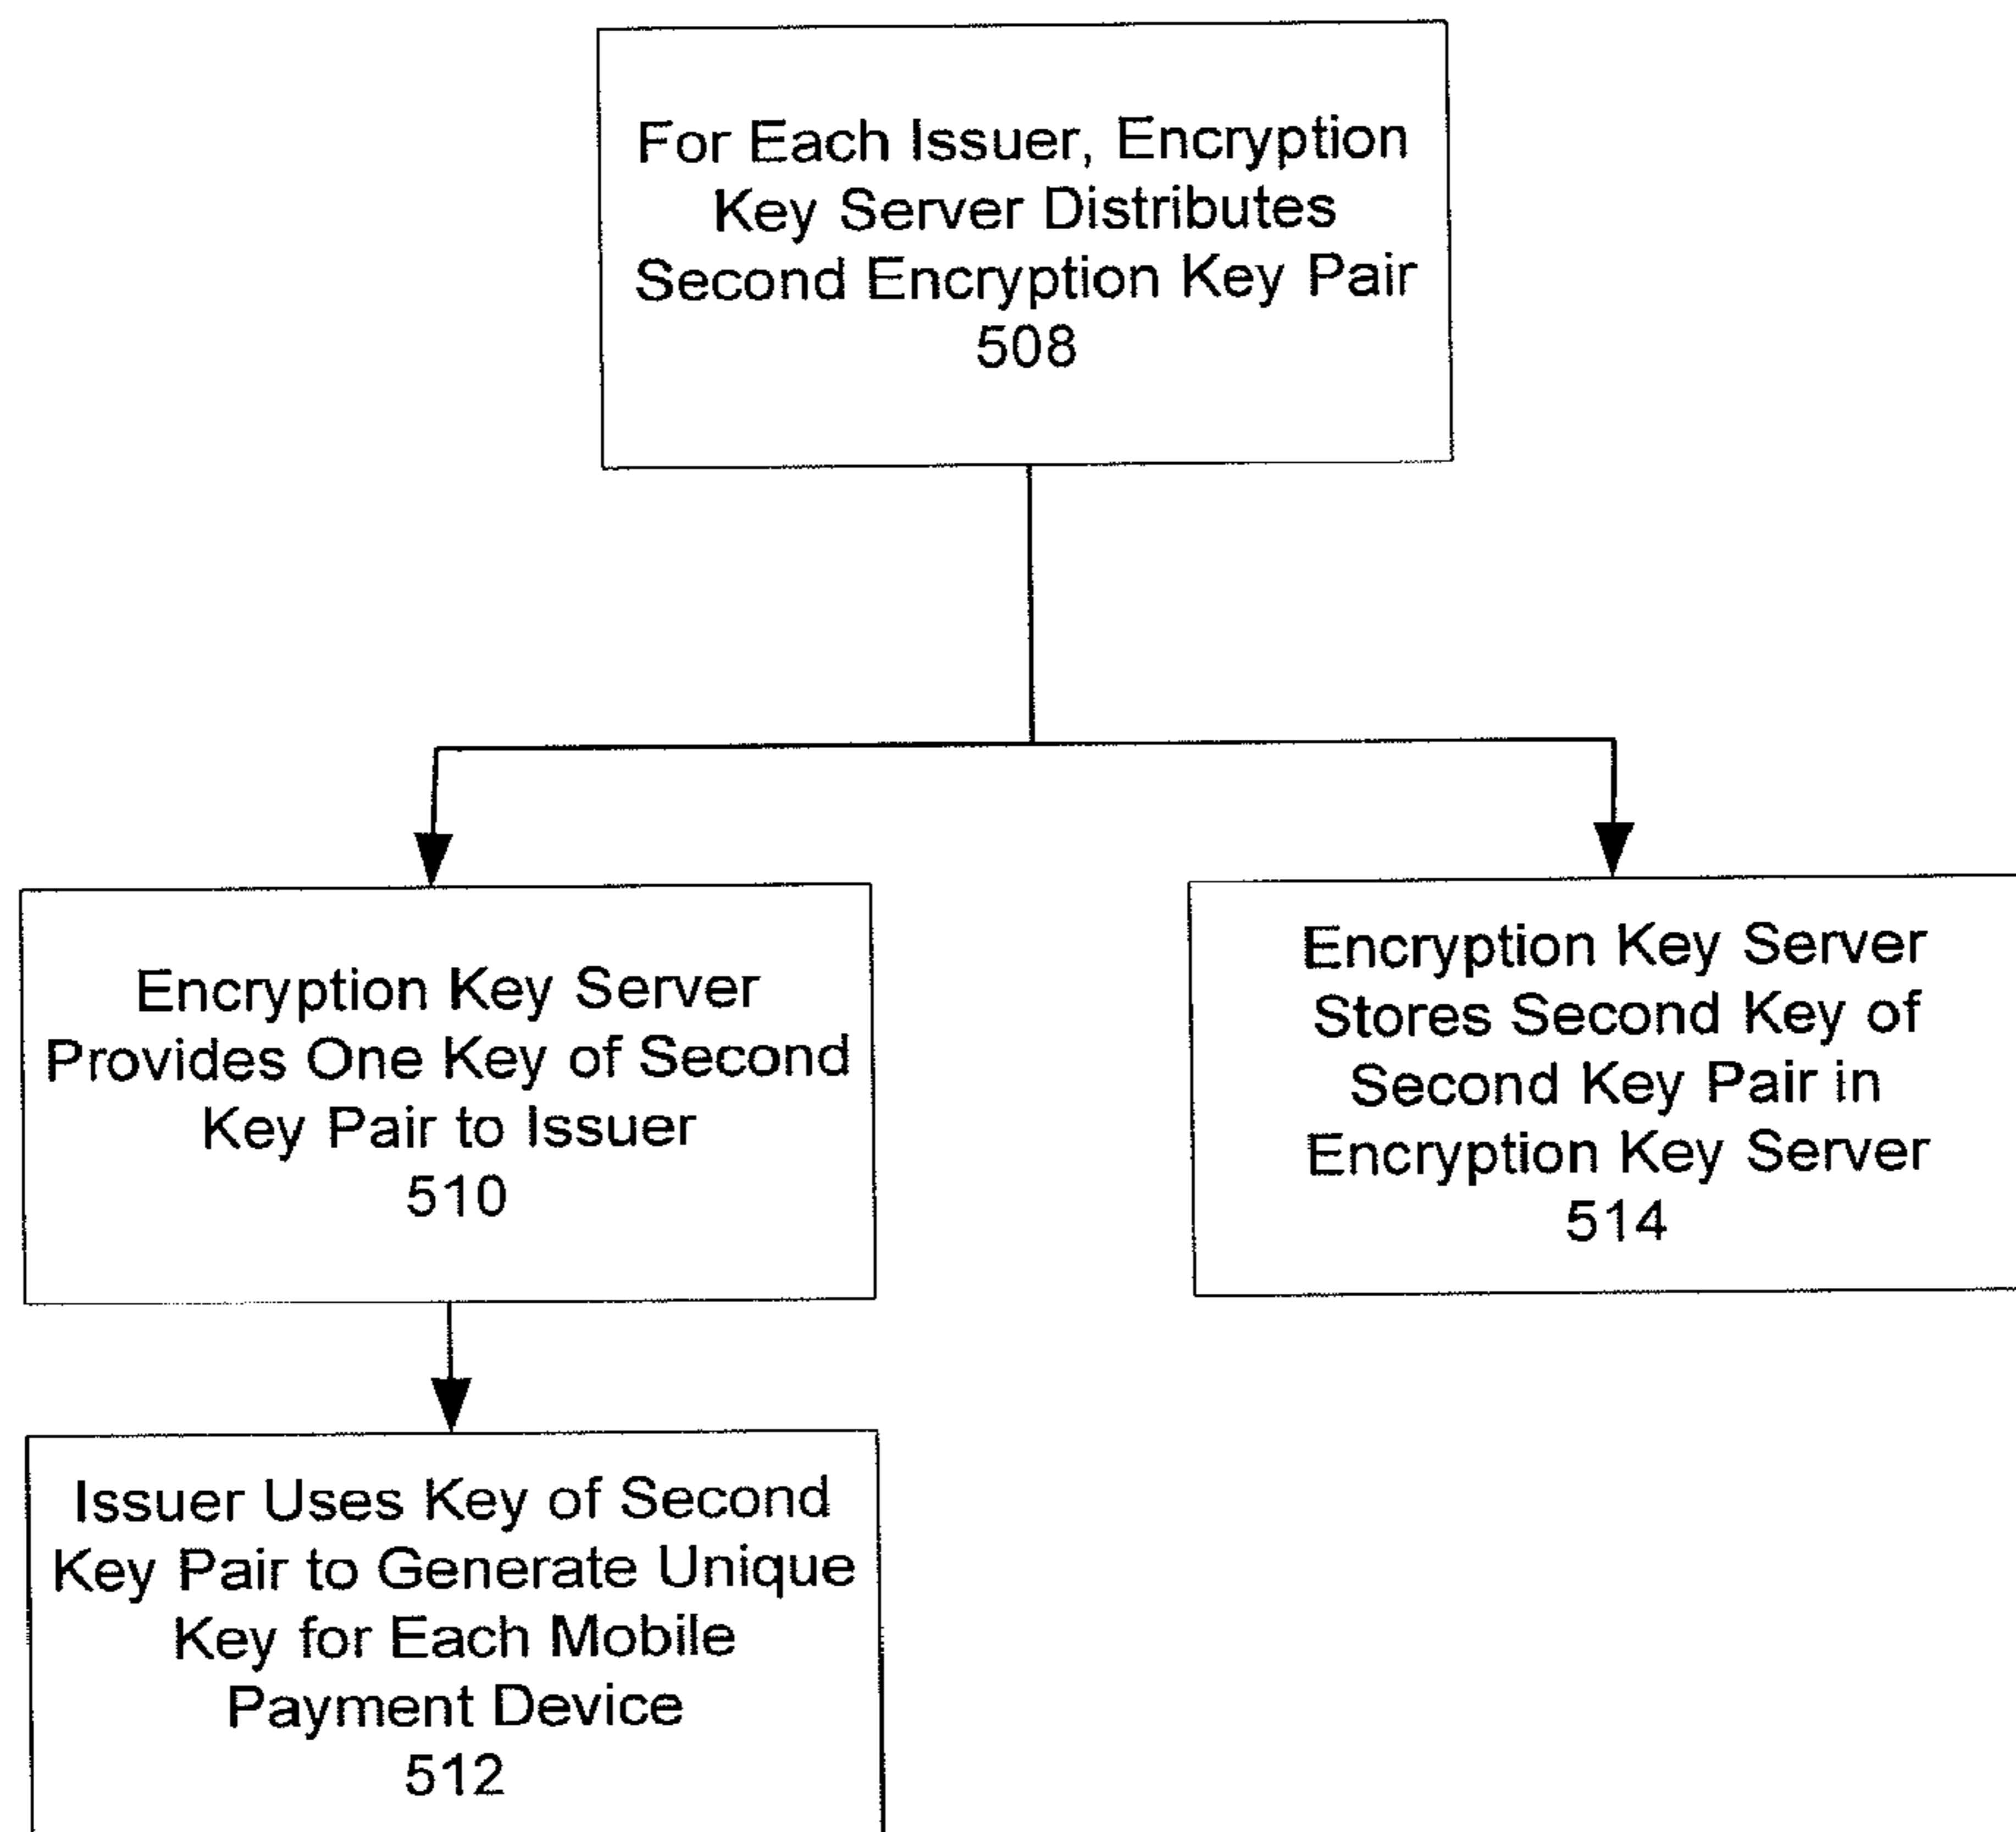 For Each Issuer, Encryption
Key Server Distributes
Second Encryption Key Pair
508
Encryption Key Server
Provides One Key of Second
Key Pair to Issuer
510
Encryption Key Server
Stores Second Key of
Second Key Pair in
Encryption Key Server
514
Issuer Uses Key of Second
Key Pair to Generate Unique
Key for Each Mobile
Payment Device
512